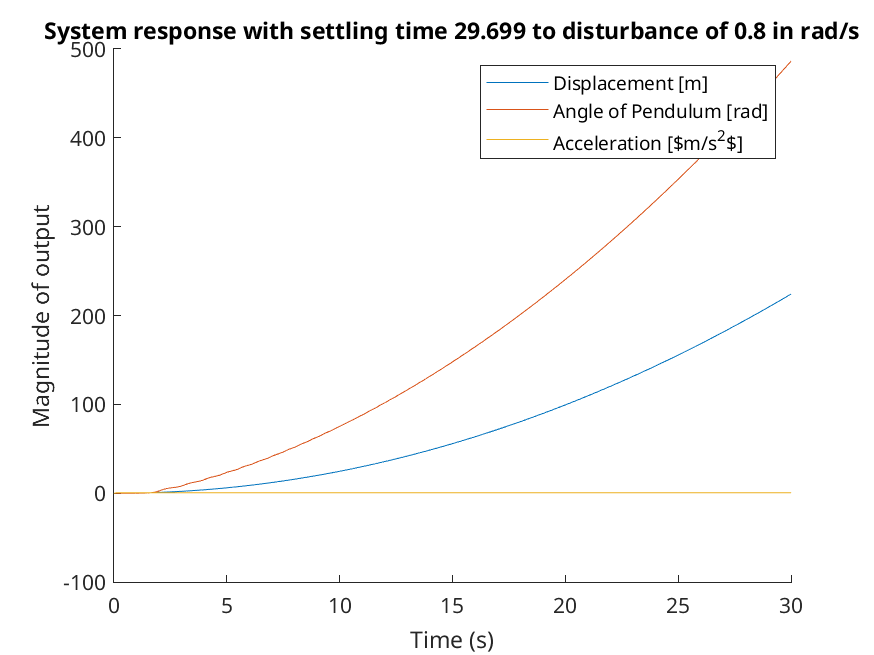 System response with settling time 29.699 to disturbance of 0.8 in rad/s
500
400
300
200
100
0
-100
Magnitude of output
Displacement [m]
Angle of Pendulum [rad]
Acceleration [$m/s²$]
0 5 10 15 20 25 30
Time (s)